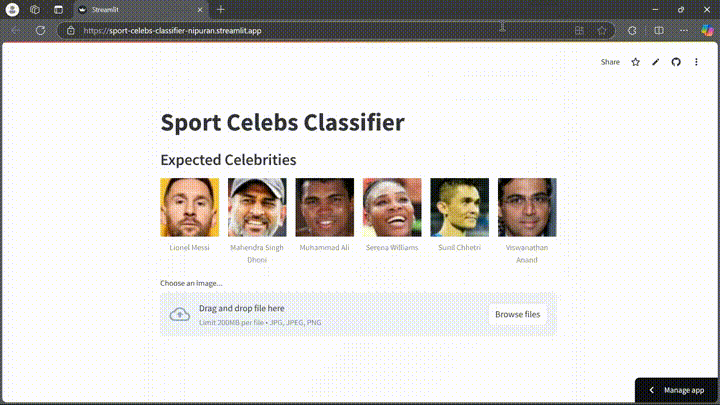 Streamlit
https://sport-celebs-classifier-nipuran.streamlit.app
Share
Sport Celebs Classifier
Expected Celebrities
Lionel Messi
Mahendra Singh
Dhoni
Muhammad Ali
Serena Williams
Sunil Chhetri
Viswanathan
Anand
Choose an image...
Drag and drop file here
Limit 200MB per file • JPG, JPEG, PNG
Browse files
Manage app